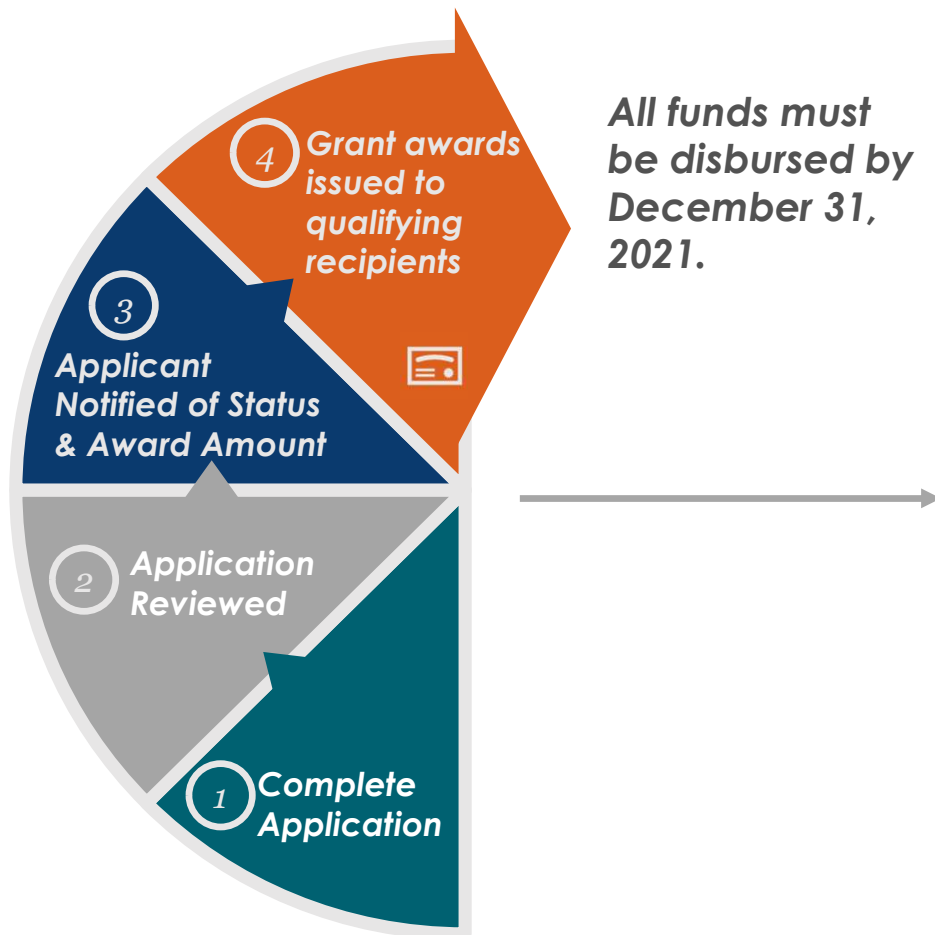 4
Grant awards
issued to
qualifying
recipients
All funds must
be disbursed by
December 31,
2021.
3
Applicant
Notified of Status
& Award Amount
2
Application
Reviewed
1
Complete
Application